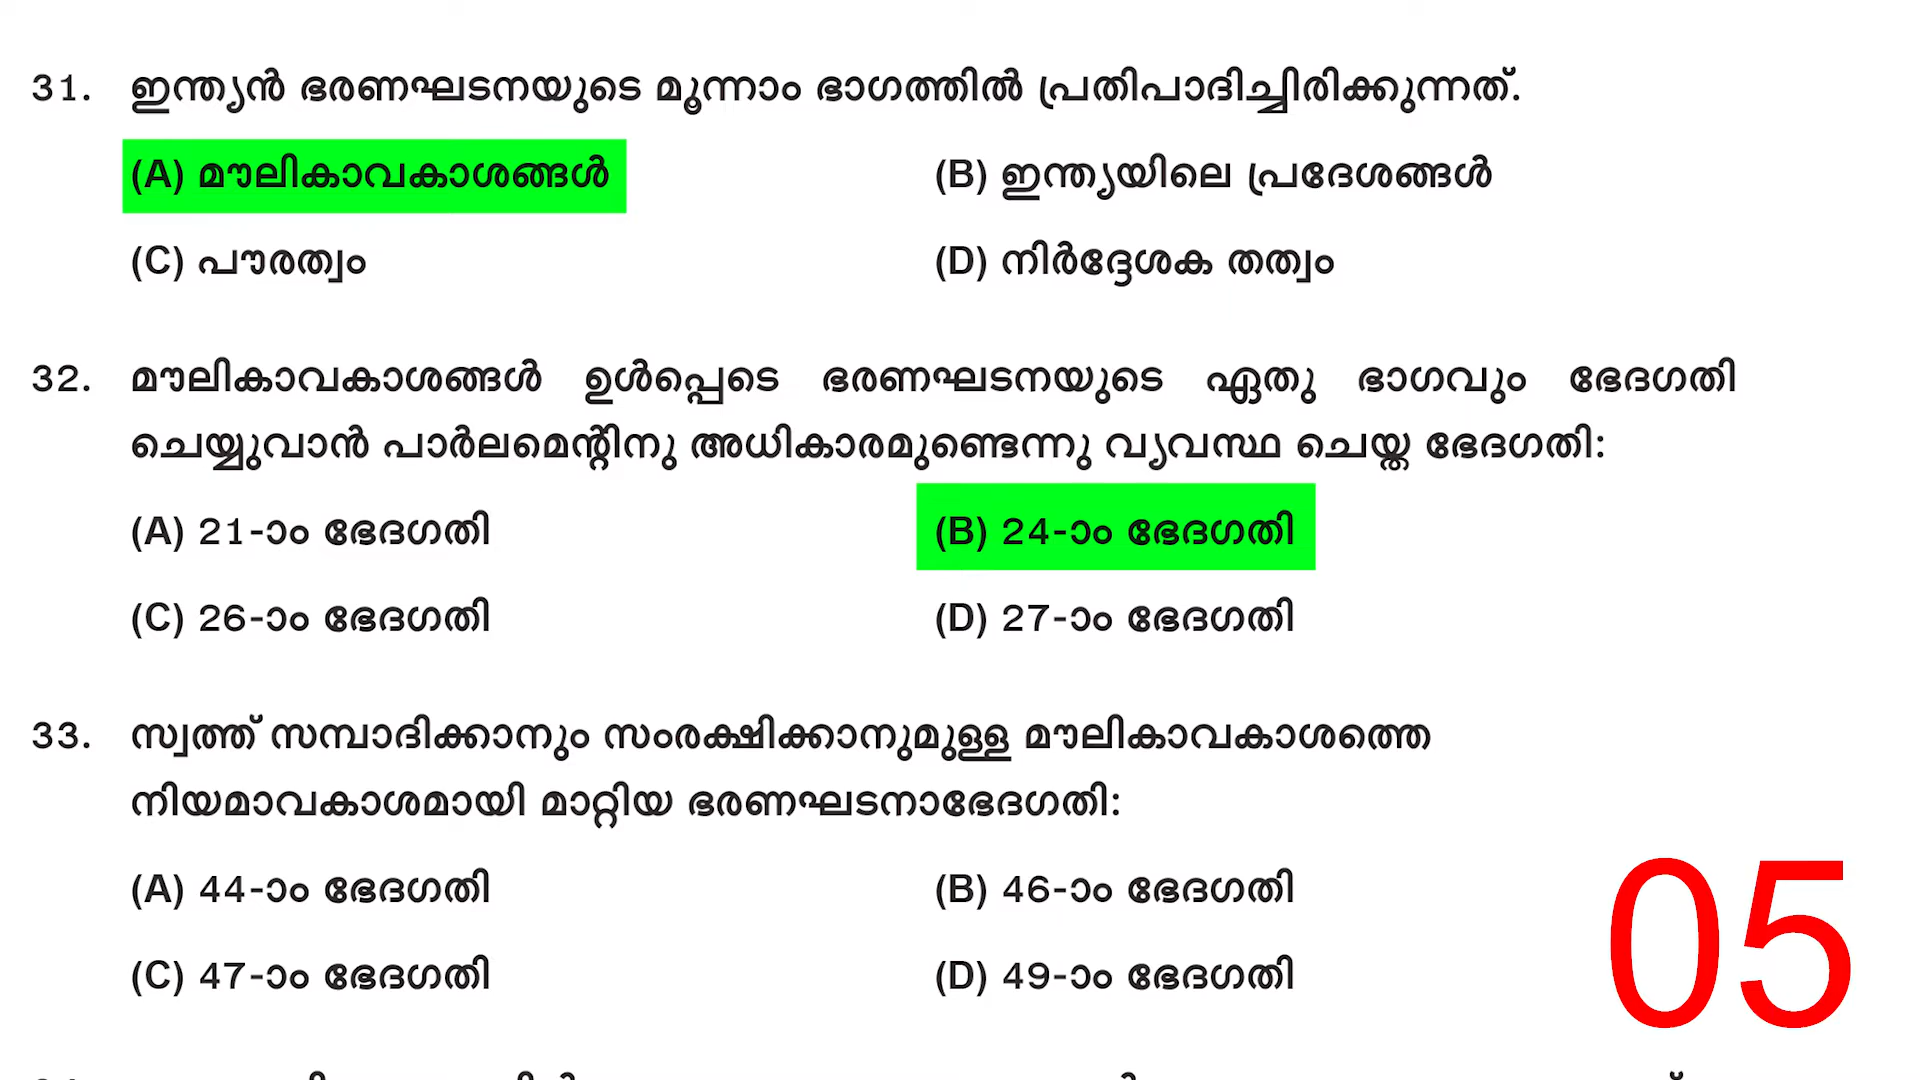 31. ഇന്ത്യൻ ഭരണഘടനയുടെ മൂന്നാം ഭാഗത്തിൽ പ്രതിപാദിച്ചിരിക്കുന്നത്.
(A) മൗലികാവകാശങ്ങൾ (B) ഇന്ത്യയിലെ പ്രദേശങ്ങൾ
(C) പൗരത്വം (D) നിർദ്ദേശക തത്വം
32. മൗലികാവകാശങ്ങൾ ഉൾപ്പെടെ ഭരണഘടനയുടെ ഏതു ഭാഗവും ഭേദഗതി
ചെയ്യുവാൻ പാർലമെന്റിനു അധികാരമുണ്ടെന്നു വ്യവസ്ഥ ചെയ്ത ഭേദഗതി:
(A) 21-ാം ഭേദഗതി (B) 24-ാം ഭേദഗതി
(C) 26-ാം ഭേദഗതി (D) 27-ാം ഭേദഗതി
33. സ്വത്ത് സമ്പാദിക്കാനും സംരക്ഷിക്കാനുമുള്ള മൗലികാവകാശത്തെ
നിയമാവകാശമായി മാറ്റിയ ഭരണഘടനാഭേദഗതി:
(A) 44-ാം ഭേദഗതി (B) 46-ാം ഭേദഗതി
(C) 47-ാം ഭേദഗതി (D) 49-ാം ഭേദഗതി
05